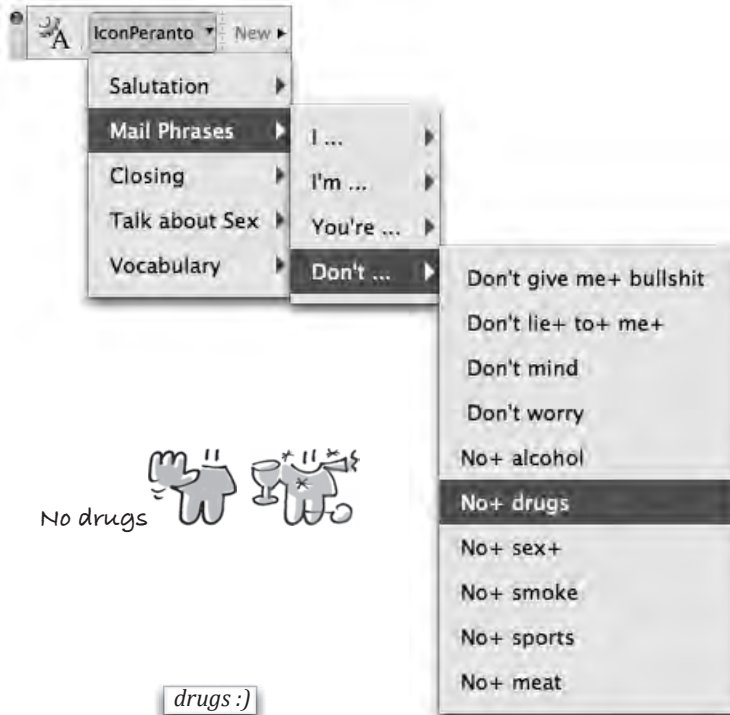 A IconPeranto New
Salutation
Mail Phrases
Closing
Talk about Sex
Vocabulary
I ...
I'm ...
You're ...
Don't ...
Don't give me+ bullshit
Don't lie+ to+ me+
Don't mind
Don't worry
No+ alcohol
No+ drugs
No+ sex+
No+ smoke
No+ sports
No+ meat
No drugs
drugs :)